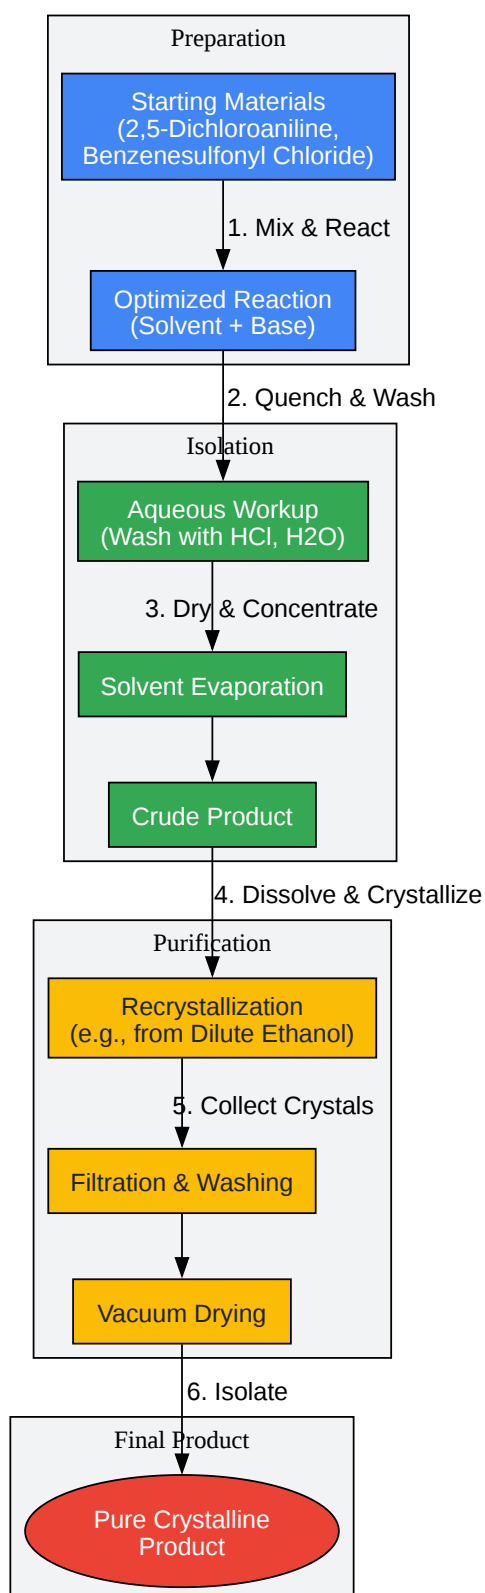 Preparation
Starting Materials
(2,5-Dichloroaniline,
Benzenesulfonyl Chloride)
1. Mix & React
Optimized Reaction
(Solvent + Base)
2. Quench & Wash
Isolation
Aqueous Workup
(Wash with HCl, H2O)
3. Dry & Concentrate
Solvent Evaporation
Crude Product
4. Dissolve & Crystallize
Purification
Recrystallization
(e.g., from Dilute Ethanol)
5. Collect Crystals
Filtration & Washing
Vacuum Drying
6. Isolate
Final Product
Pure Crystalline
Product